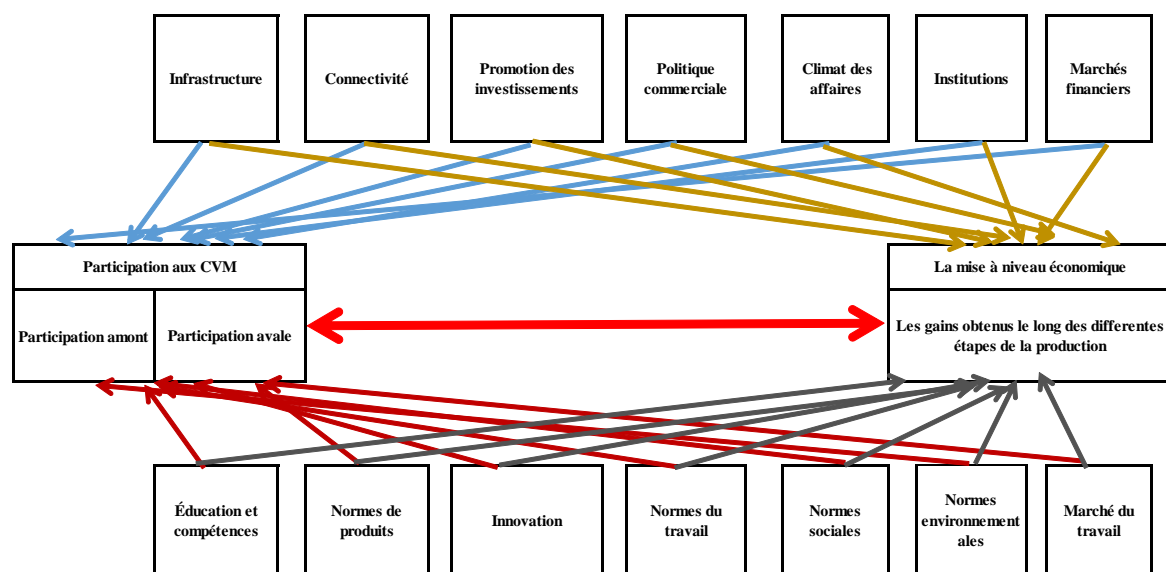 Infrastructure
Connectivité
Promotion des
investissements
Politique
commerciale
Climat des
affaires
Institutions
Marchés
financiers
Participation aux CVM
La mise à niveau économique
Participation amont
Participation avale
Les gains obtenus le long des differentes
étapes de la production
Éducation et
compétences
Normes de
produits
Innovation
Normes du
travail
Normes
sociales
Normes
environnement
ales
Marché du
travail